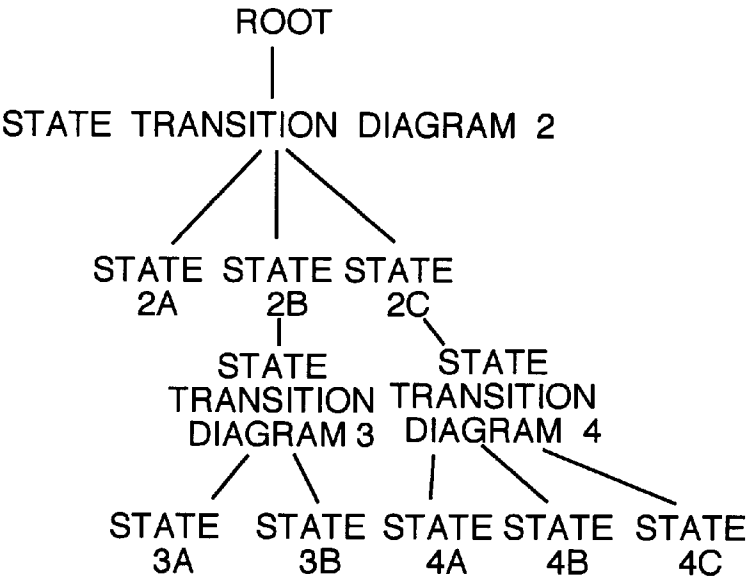 ROOT
STATE TRANSITION DIAGRAM 2
STATE STATE STATE
2A 2B 2C
STATE STATE
TRANSITION TRANSITION
DIAGRAM 3 DIAGRAM 4
STATE STATE STATE STATE STATE
3A 3B 4A 4B 4C